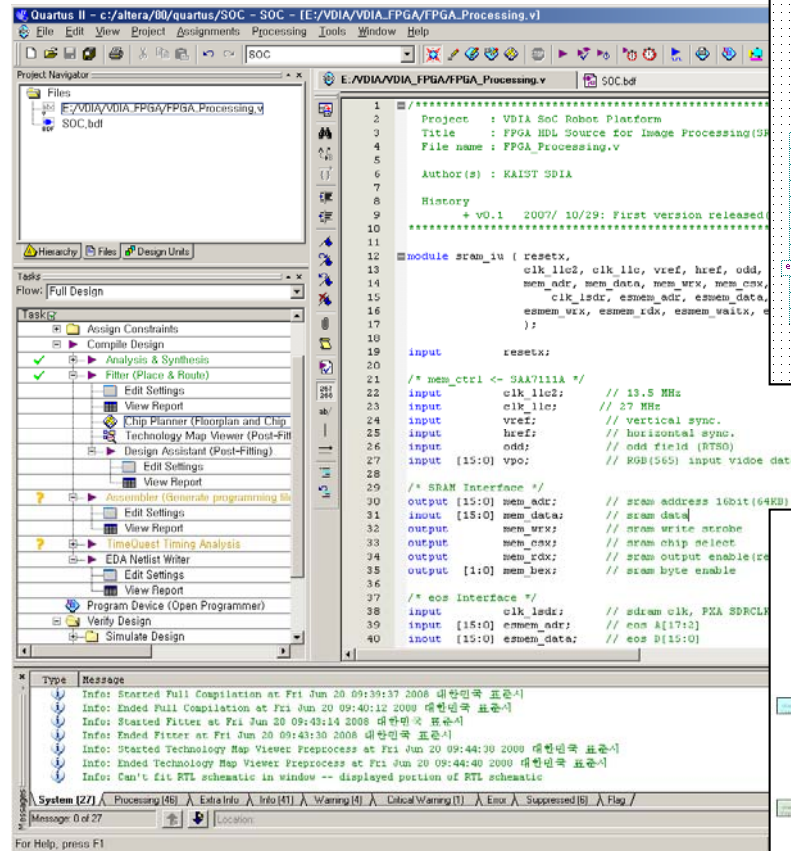 Quartus II - c:/altera/80/quartus/SOC - SOC - [E:/VDIA/VDIA_FPGA/FPGA_Processing.v]
File Edit View Project Assignments Processing Tools Window Help
SOC
Project Navigator
Files
E:/VDIA/VDIA_FPGA/FPGA_Processing.v
SOC.bdf
Hierarchy Files Design Units
Tasks
Flow: Full Design
Task
Assign Constraints
Compile Design
Analysis & Synthesis
Fitter (Place & Route)
Edit Settings
View Report
Chip Planner (Floorplan and Chip
Technology Map Viewer (Post-Fitt
Design Assistant (Post-Fitting)
Edit Settings
View Report
Assembler (Generate programming file
Edit Settings
View Report
TimeQuest Timing Analysis
EDA Netlist Writer
Edit Settings
View Report
Program Device (Open Programmer)
Verify Design
Simulate Design
E:/VDIA/VDIA_FPGA/FPGA_Processing.v SOC.bdf
1 /*******************************************************
2 Project : VDIA SoC Robot Platform
3 Title : FPGA HDL Source for Image Processing(SR
4 File name : FPGA_Processing.v
5
6 Author(s) : KAIST SDIA
7
8 History
9 + v0.1 2007/ 10/29: First version released(
10 *******************************************************
11
12 module sram_iu ( resetx,
13 clk_llc2, clk_llc, vref, href, odd,
14 mem_adr, mem_data, mem_wrx, mem_csx,
15 clk_lsdr, esmem_adr, esmem_data,
16 esmem_wrx, esmem_rdx, esmem_waitx, e
17 );
18
19 input resetx;
20
21 /* mem_ctrl <- SAA7111A */
22 input clk_llc2; // 13.5 MHz
23 input clk_llc; // 27 MHz
24 input vref; // vertical sync.
25 input href; // horizontal sync.
26 input odd; // odd field (RTS0)
27 input [15:0] vpo; // RGB(565) input vidoe dat
28
29 /* SRAM Interface */
30 output [15:0] mem_adr; // sram address 16bit(64KB)
31 inout [15:0] mem_data; // sram data
32 output mem_wrx; // sram write strobe
33 output mem_csx; // sram chip select
34 output mem_rdx; // sram output enable(re
35 output [1:0] mem_bex; // sram byte enable
36
37 /* eos Interface */
38 input clk_lsdr; // sdram clk, PXA SDRCLK
39 input [15:0] esmem_adr; // eos A[17:2]
40 inout [15:0] esmem_data; // eos D[15:0]
Type Message
Info: Started Full Compilation at Fri Jun 20 09:39:37 2008 대한민국 표준시
Info: Ended Full Compilation at Fri Jun 20 09:40:12 2008 대한민국 표준시
Info: Started Fitter at Fri Jun 20 09:43:14 2008 대한민국 표준시
Info: Ended Fitter at Fri Jun 20 09:43:30 2008 대한민국 표준시
Info: Started Technology Map Viewer Preprocess at Fri Jun 20 09:44:38 2008 대한민국 표준시
Info: Ended Technology Map Viewer Preprocess at Fri Jun 20 09:44:40 2008 대한민국 표준시
Info: Can't fit RTL schematic in window -- displayed portion of RTL schematic
System [27] Processing [46] Extra Info Info [41] Warning [4] Critical Warning [1] Error Suppressed [6] Flag
Messages
Message: 0 of 27 Location:
For Help, press F1